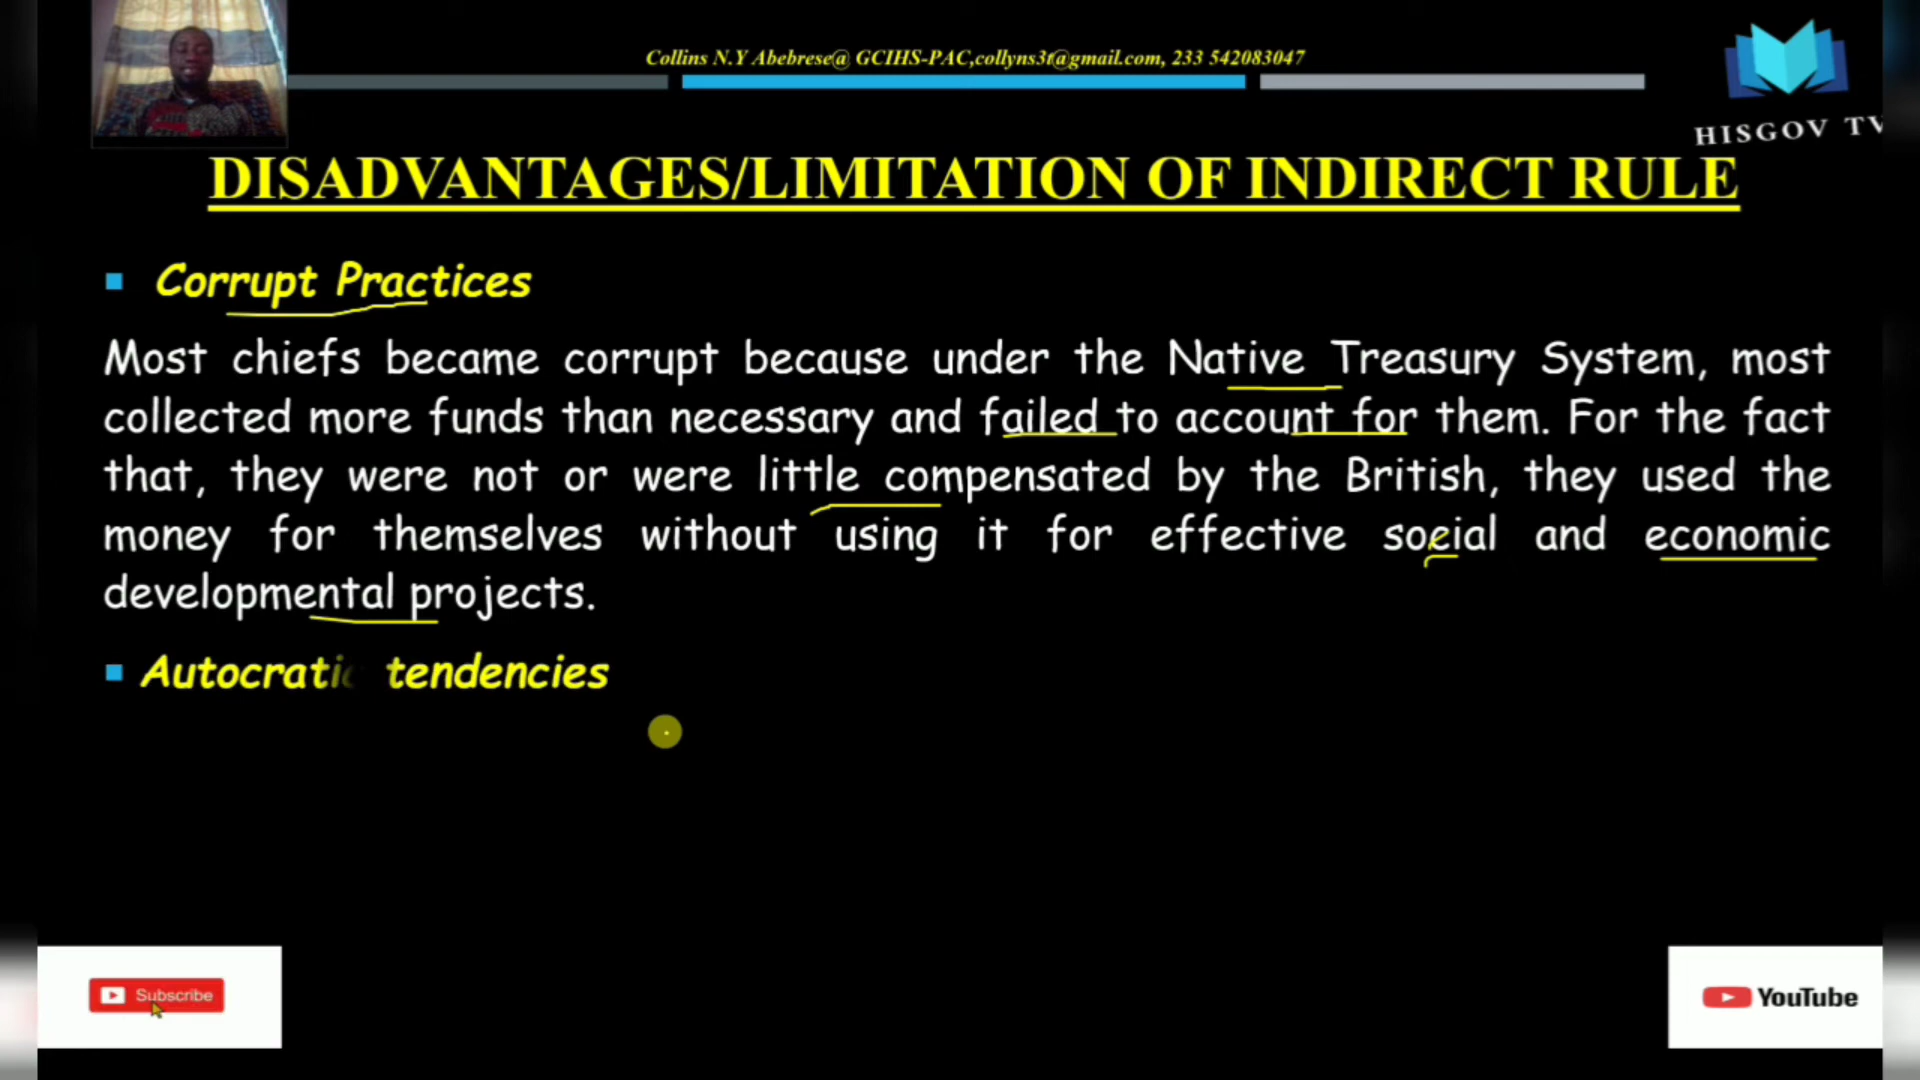 Collins N.Y Abebrese@ GCIHS-PAC,collyns3t@gmail.com, 233 542083047
HISGOV TV
DISADVANTAGES/LIMITATION OF INDIRECT RULE
Corrupt Practices
Most chiefs became corrupt because under the Native Treasury System, most
collected more funds than necessary and failed to account for them. For the fact
that, they were not or were little compensated by the British, they used the
money for themselves without using it for effective social and economic
developmental projects.
Autocratic tendencies
Subscribe
YouTube